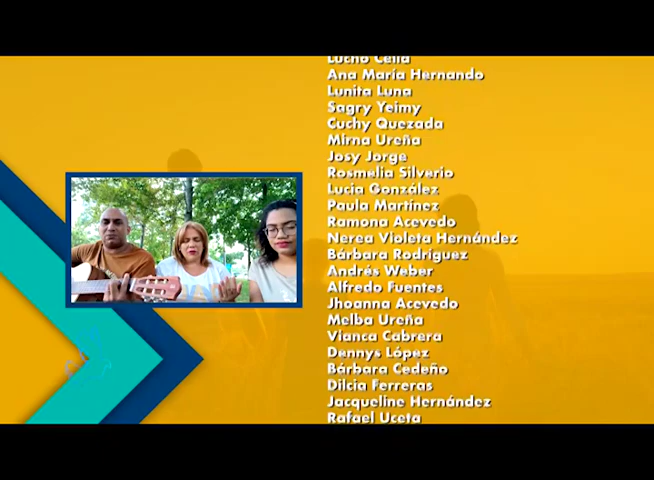 Lucho Celia
Ana María Hernando
Lunita Luna
Sagry Yeimy
Cuchy Quezada
Mirna Ureña
Josy Jorge
Rosmelia Silverio
Lucia González
Paula Martínez
Ramona Acevedo
Nerea Violeta Hernández
Bárbara Rodríguez
Andrés Weber
Alfredo Fuentes
Jhoanna Acevedo
Melba Ureña
Vianca Cabrera
Dennys López
Bárbara Cedeño
Dilcia Ferreras
Jacqueline Hernández
Rafael Uceta